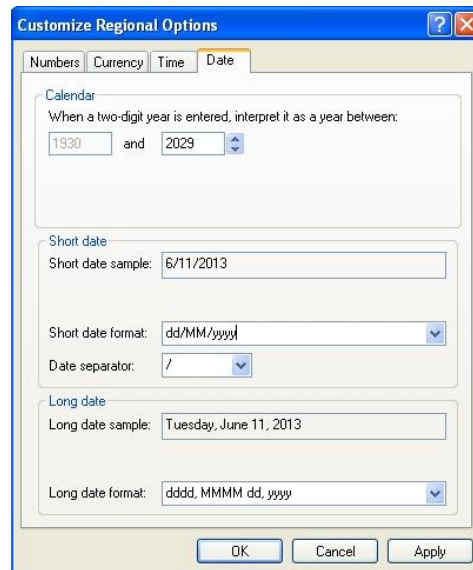 Customize Regional Options
Numbers Currency Time Date
Calendar
When a two-digit year is entered, interpret it as a year between:
1930 and 2029
Short date
Short date sample: 6/11/2013
Short date format: dd/MM/yyyy
Date separator: /
Long date
Long date sample: Tuesday, June 11, 2013
Long date format: dddd, MMMM dd, yyyy
OK Cancel Apply